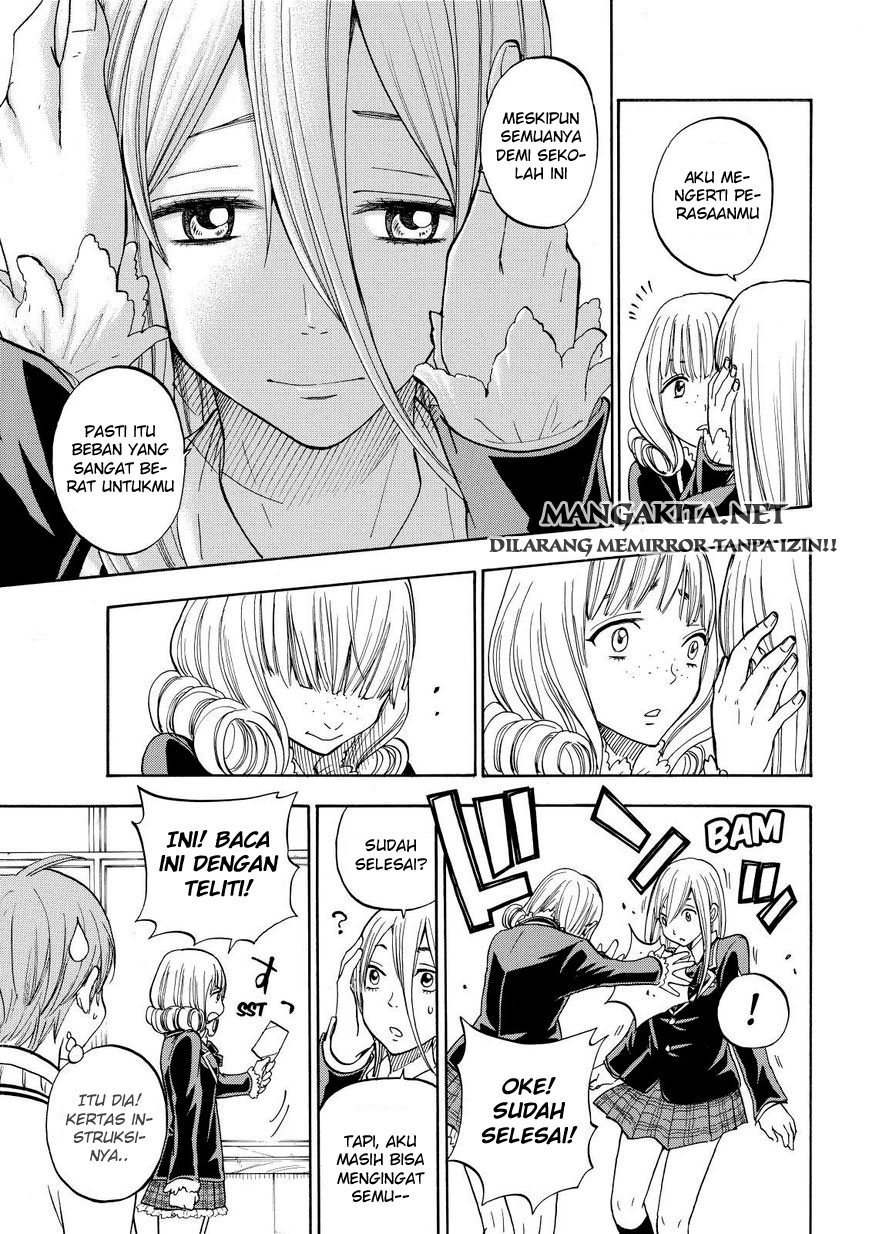 AKU ME-
NGERTI PE-
RASAANMU
MESKIPUN
SEMUANYA
DEMI SEKO-
LAH INI
PASTI ITU
BEBAN YANG
SANGAT BE-
RAT UNTUKMU
MANGAKITA.NET
DILARANG MEMIRROR TANPA IZIN!!
BAM
!
OKE!
SUDAH
SELESAI!
SUDAH
SELESAI?
?
TAPI, AKU
MASIH BISA
MENGINGAT
SEMU--
INI! BACA
INI DENGAN
TELITI!
す
SST
ITU DIA!
KERTAS IN-
STRUKSI-
NYA..